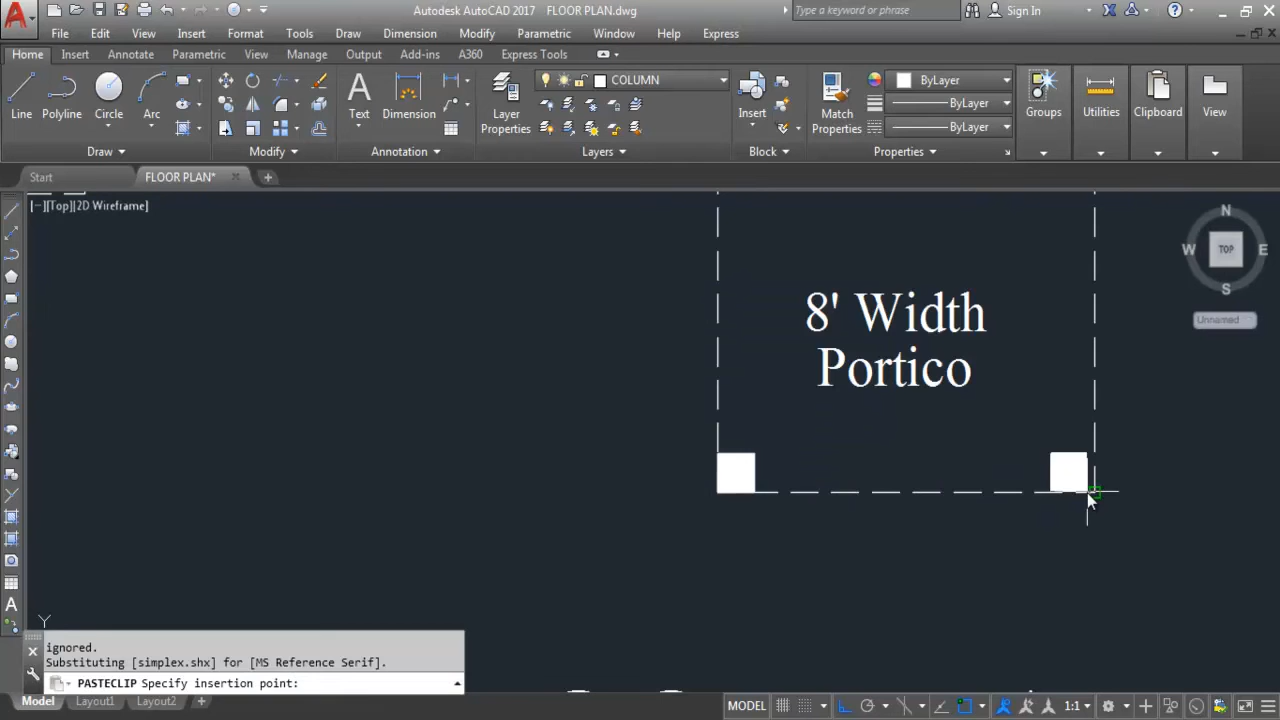 Autodesk AutoCAD 2017 FLOOR PLAN.dwg
Type a keyword or phrase
Sign In
File Edit View Insert Format Tools Draw Dimension Modify Parametric Window Help Express
Home Insert Annotate Parametric View Manage Output Add-ins A360 Express Tools
COLUMN
ByLayer
ByLayer
ByLayer
Line Polyline Circle Arc
Text Dimension
Layer Properties
Insert
Match Properties
Groups Utilities Clipboard View
Draw Modify Annotation Layers Block Properties
Start FLOOR PLAN*
[−][Top][2D Wireframe]
N
W TOP E
S
Unnamed
8' Width
Portico
Y
ignored.
Substituting [simplex.shx] for [MS Reference Serif].
PASTECLIP Specify insertion point:
Model Layout1 Layout2
MODEL 1:1